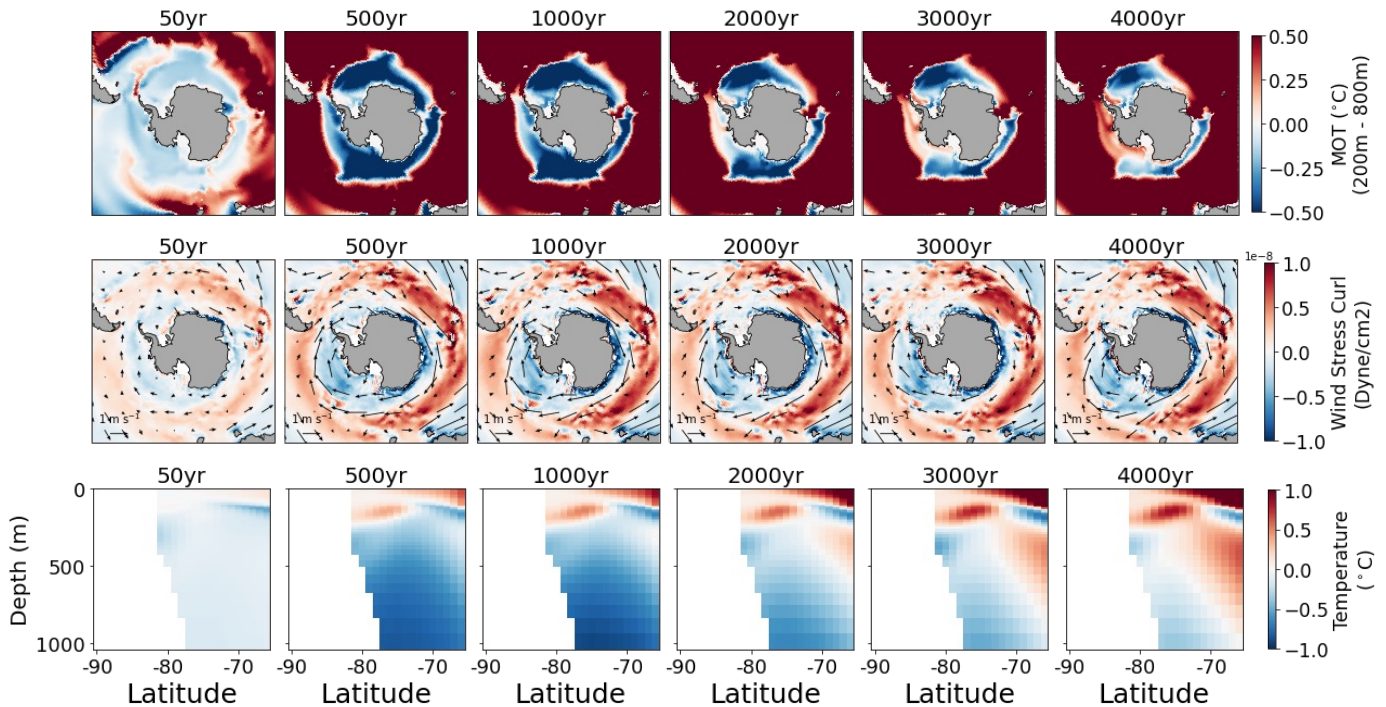 50yr 500yr 1000yr 2000yr 3000yr 4000yr
0.50
0.25
0.00
−0.25
−0.50
MOT (°C)
(200m - 800m)
50yr 500yr 1000yr 2000yr 3000yr 4000yr
1e−8
1.0
0.5
0.0
−0.5
−1.0
Wind Stress Curl
(Dyne/cm2)
1 m s⁻¹ 1 m s⁻¹ 1 m s⁻¹ 1 m s⁻¹ 1 m s⁻¹ 1 m s⁻¹
50yr 500yr 1000yr 2000yr 3000yr 4000yr
Depth (m)
0
500
1000
1.0
0.5
0.0
−0.5
−1.0
Temperature
(°C)
-90 -80 -70 -90 -80 -70 -90 -80 -70 -90 -80 -70 -90 -80 -70 -90 -80 -70
Latitude Latitude Latitude Latitude Latitude Latitude